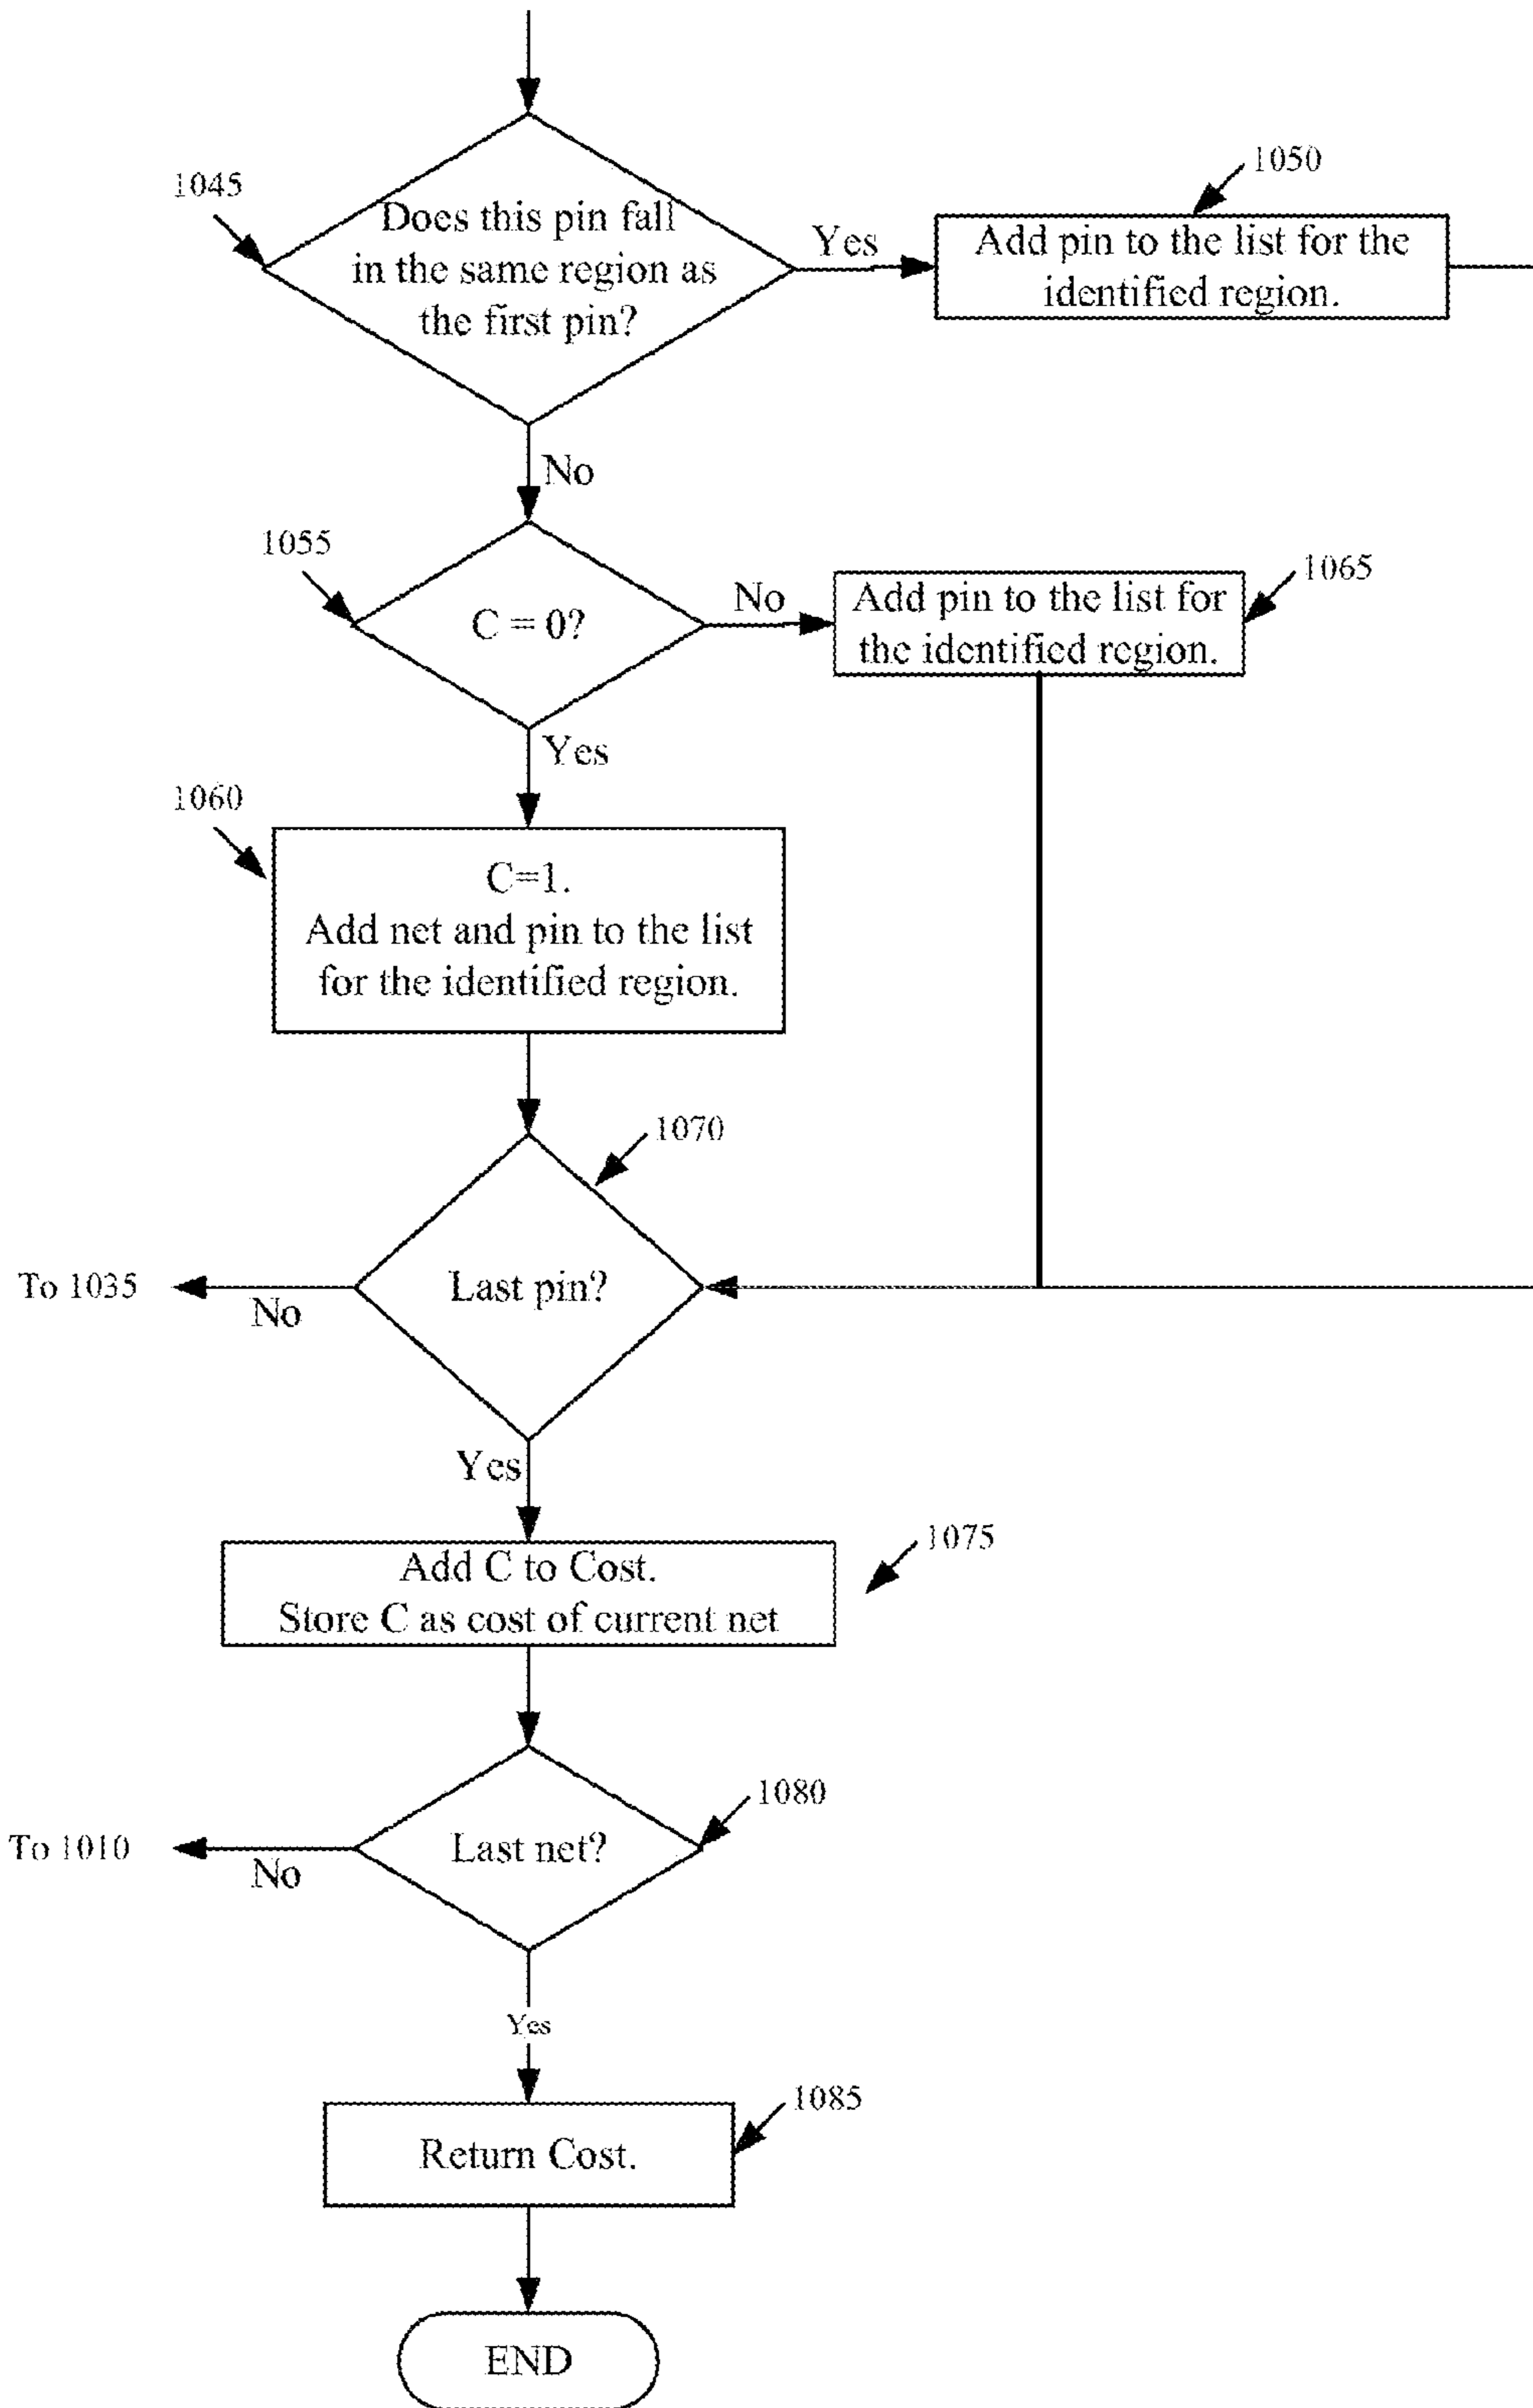 1045
Does this pin fall
in the same region as
the first pin?
Yes
1050
Add pin to the list for the
identified region.
No
1055
C = 0?
No
1065
Add pin to the list for
the identified region.
Yes
1060
C=1.
Add net and pin to the list
for the identified region.
1070
Last pin?
To 1035
No
Yes
1075
Add C to Cost.
Store C as cost of current net
1080
Last net?
To 1010
No
Yes
1085
Return Cost.
END